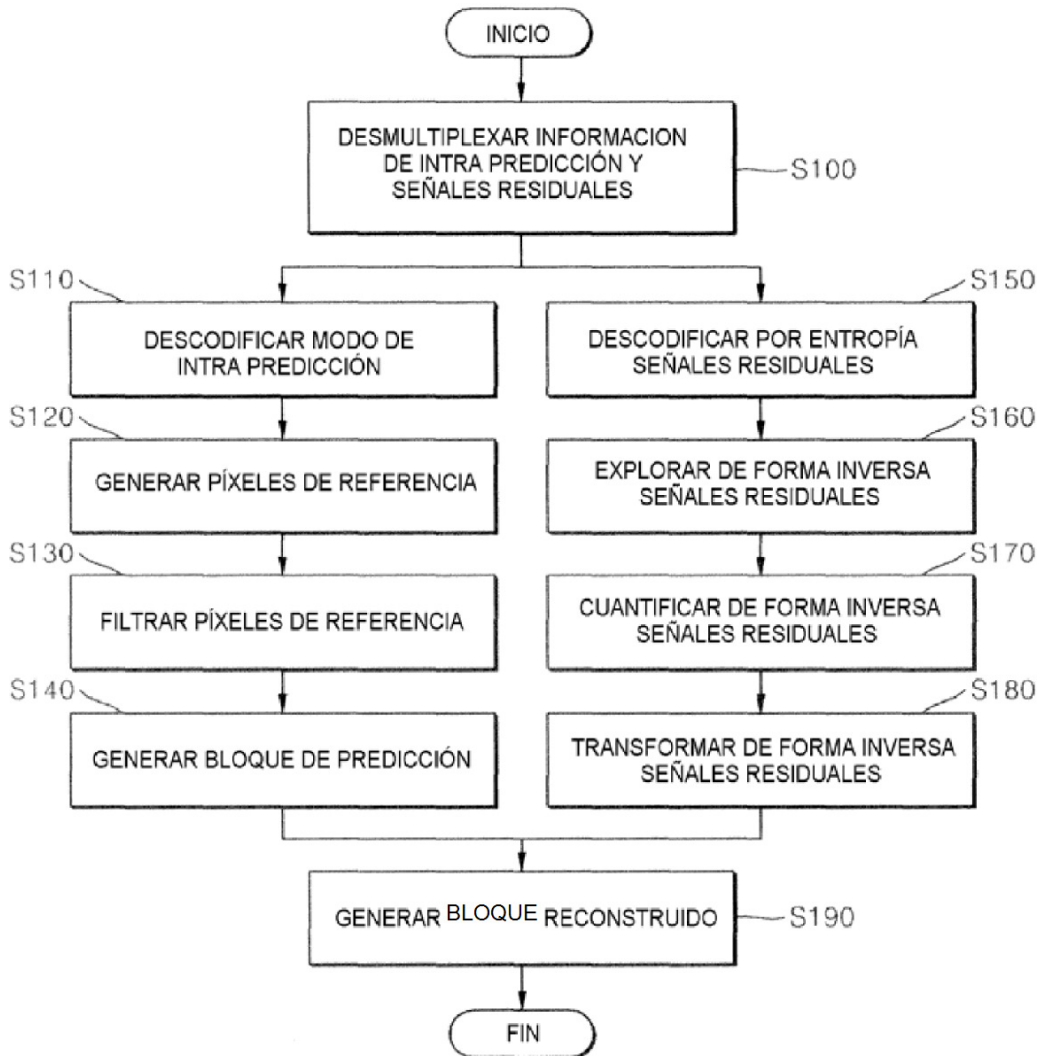 INICIO
DESMULTIPLEXAR INFORMACION
DE INTRA PREDICCIÓN Y
SEÑALES RESIDUALES
S100
S110
DESCODIFICAR MODO DE
INTRA PREDICCIÓN
S150
DESCODIFICAR POR ENTROPÍA
SEÑALES RESIDUALES
S120
GENERAR PÍXELES DE REFERENCIA
S160
EXPLORAR DE FORMA INVERSA
SEÑALES RESIDUALES
S130
FILTRAR PÍXELES DE REFERENCIA
S170
CUANTIFICAR DE FORMA INVERSA
SEÑALES RESIDUALES
S140
GENERAR BLOQUE DE PREDICCIÓN
S180
TRANSFORMAR DE FORMA INVERSA
SEÑALES RESIDUALES
GENERAR BLOQUE RECONSTRUIDO
S190
FIN